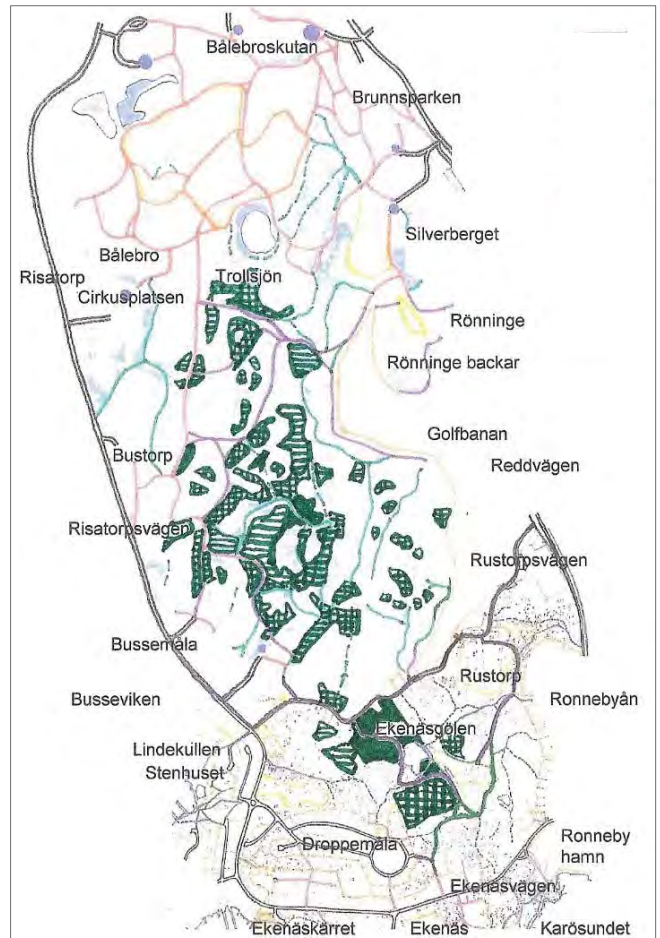 Bålebroskutan
Brunnsparken
Silverberget
Bålebro
Risatorp
Trollsjön
Cirkusplatsen
Rönninge
Rönninge backar
Golfbanan
Bustorp
Reddvägen
Risatorpsvägen
Rustorpsvägen
Bussemåla
Rustorp
Busseviken
Ronnebyån
Ekenäsgölen
Lindekullen
Stenhuset
Droppemåla
Ronneby
hamn
Ekenäsvägen
Ekenäskärret
Ekenäs
Karösundet